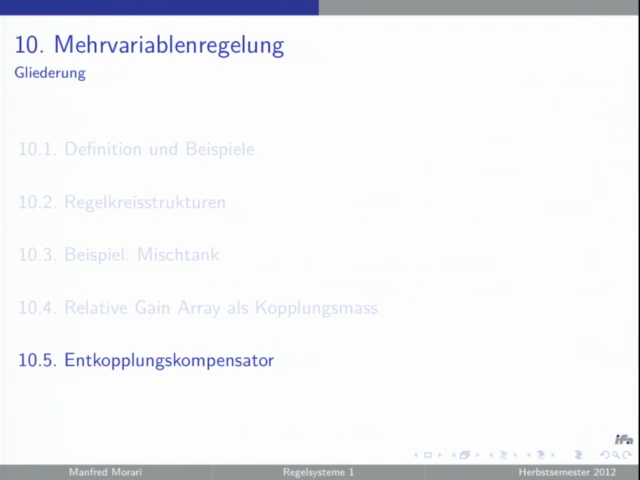 10. Mehrvariablenregelung
Gliederung
10.1. Definition und Beispiele
10.2. Regelkreisstrukturen
10.3. Beispiel: Mischtank
10.4. Relative Gain Array als Kopplungsmass
10.5. Entkopplungskompensator
ifa
Manfred Morari Regelsysteme 1 Herbstsemester 2012